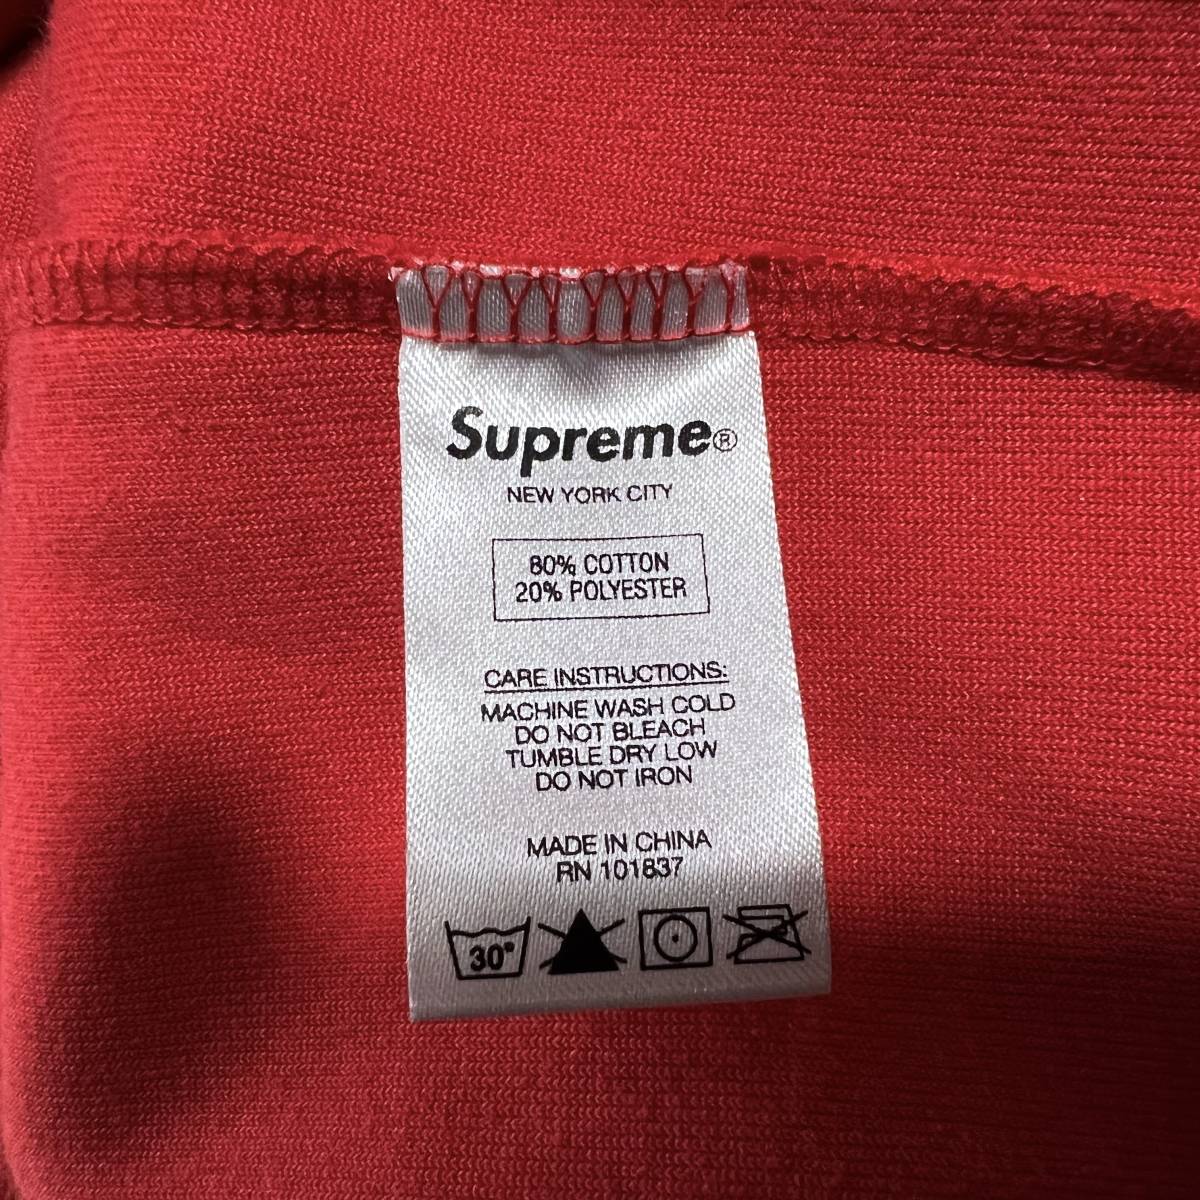 Supreme®
NEW YORK CITY
80% COTTON
20% POLYESTER
CARE INSTRUCTIONS:
MACHINE WASH COLD
DO NOT BLEACH
TUMBLE DRY LOW
DO NOT IRON
MADE IN CHINA
RN 101837
30°